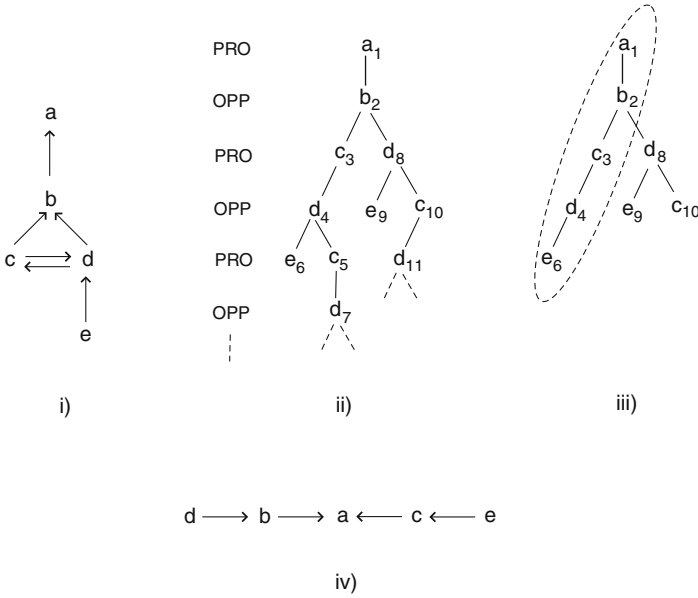 PRO a₁ a₁
OPP b₂ b₂
a
PRO c₃ d₈ c₃ d₈
b
OPP d₄ e₉ c₁₀ d₄ e₉ c₁₀
c d
PRO e₆ c₅ d₁₁ e₆
OPP d₇
e
i) ii) iii)
d b a c e
iv)